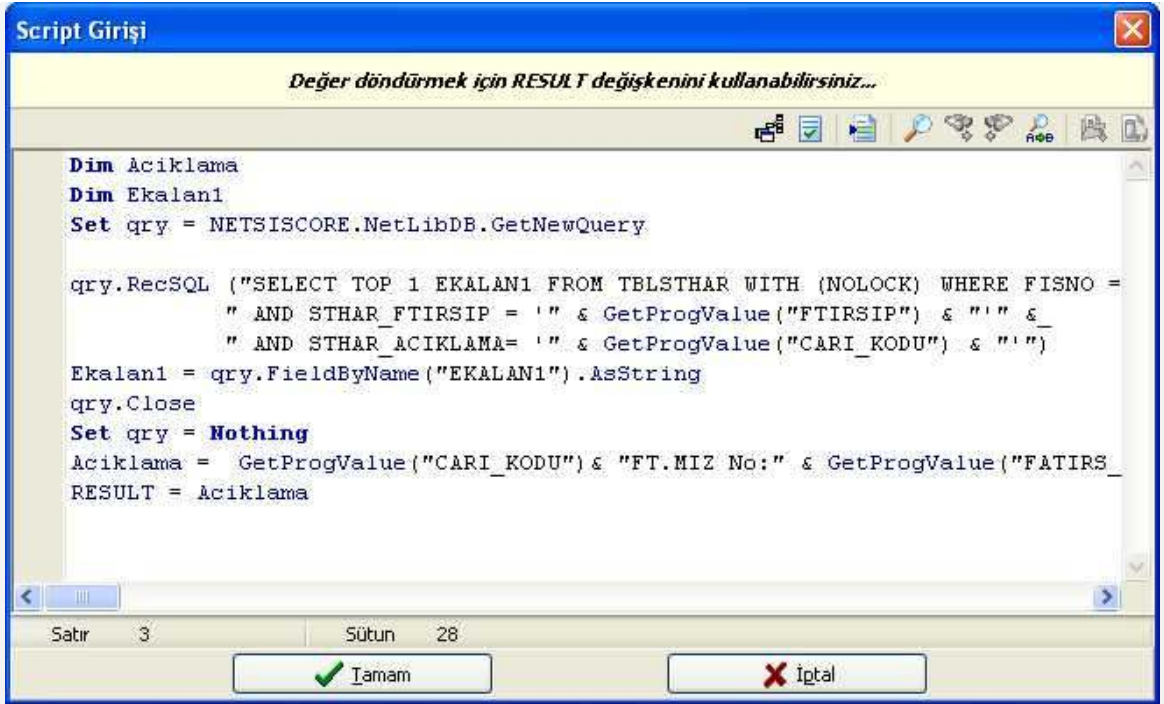 Script Girişi
Değer döndürmek için RESULT değişkenini kullanabilirsiniz...
Dim Aciklama
Dim Ekalan1
Set qry = NETSISCORE.NetLibDB.GetNewQuery
qry.RecSQL ("SELECT TOP 1 EKALAN1 FROM TBLSTHAR WITH (NOLOCK) WHERE FISNO =
" AND STHAR_FTIRSIP = '" & GetProgValue("FTIRSIP") & "'" &_
" AND STHAR_ACIKLAMA= '" & GetProgValue("CARI_KODU") & "'")
Ekalan1 = qry.FieldByName("EKALAN1").AsString
qry.Close
Set qry = Nothing
Aciklama =  GetProgValue("CARI_KODU")& "FT.MIZ No:" & GetProgValue("FATIRS_
RESULT = Aciklama
Satır 3 Sütun 28
Tamam İptal